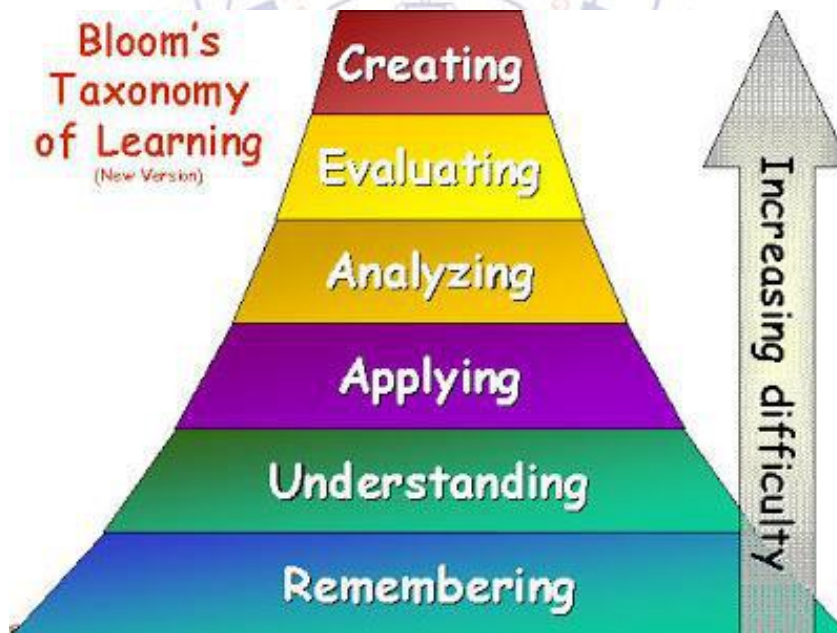 Bloom's
Taxonomy
of Learning
(New Version)
Creating
Evaluating
Analyzing
Applying
Understanding
Remembering
Increasing difficulty